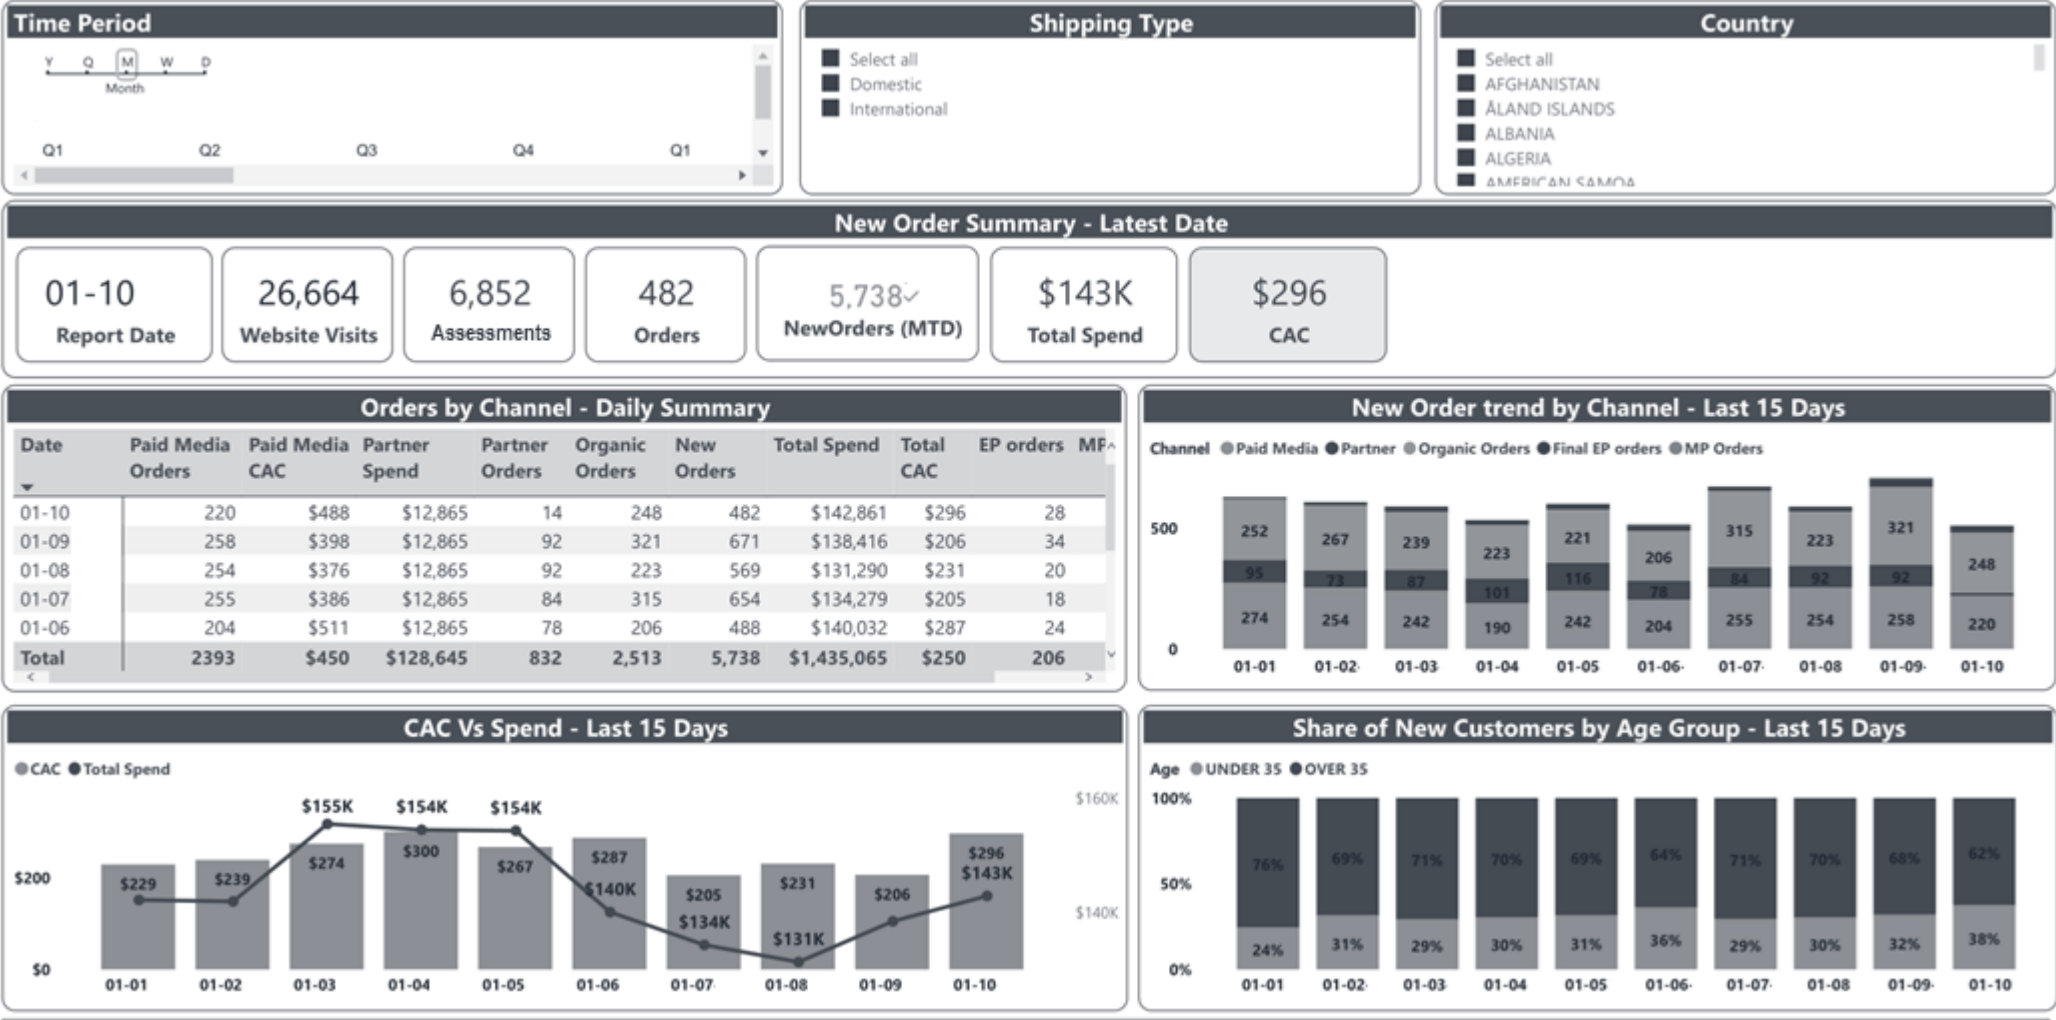 Time Period
Y Q M W D
Month
Q1 Q2 Q3 Q4 Q1
Shipping Type
Select all
Domestic
International
Country
Select all
AFGHANISTAN
ÅLAND ISLANDS
ALBANIA
ALGERIA
AMERICAN SAMOA
New Order Summary - Latest Date
01-10
Report Date
26,664
Website Visits
6,852
Assessments
482
Orders
5,738
NewOrders (MTD)
$143K
Total Spend
$296
CAC
Orders by Channel - Daily Summary
Date Paid Media Orders Paid Media CAC Partner Spend Partner Orders Organic Orders New Orders Total Spend Total CAC EP orders MP
01-10 220 $488 $12,865 14 248 482 $142,861 $296 28
01-09 258 $398 $12,865 92 321 671 $138,416 $206 34
01-08 254 $376 $12,865 92 223 569 $131,290 $231 20
01-07 255 $386 $12,865 84 315 654 $134,279 $205 18
01-06 204 $511 $12,865 78 206 488 $140,032 $287 24
Total 2393 $450 $128,645 832 2,513 5,738 $1,435,065 $250 206
New Order trend by Channel - Last 15 Days
Channel Paid Media Partner Organic Orders Final EP orders MP Orders
500
252 267 239 223 221 206 315 223 321 248
95 73 87 101 116 78 84 92 92
274 254 242 190 242 204 255 254 258 220
0
01-01 01-02 01-03 01-04 01-05 01-06 01-07 01-08 01-09 01-10
CAC Vs Spend - Last 15 Days
CAC Total Spend
$155K $154K $154K $140K $134K $131K $143K
$160K
$229 $239 $274 $300 $267 $287 $205 $231 $206 $296
$200
$140K
$0
01-01 01-02 01-03 01-04 01-05 01-06 01-07 01-08 01-09 01-10
Share of New Customers by Age Group - Last 15 Days
Age UNDER 35 OVER 35
100%
76% 69% 71% 70% 69% 64% 71% 70% 68% 62%
50%
24% 31% 29% 30% 31% 36% 29% 30% 32% 38%
0%
01-01 01-02 01-03 01-04 01-05 01-06 01-07 01-08 01-09 01-10